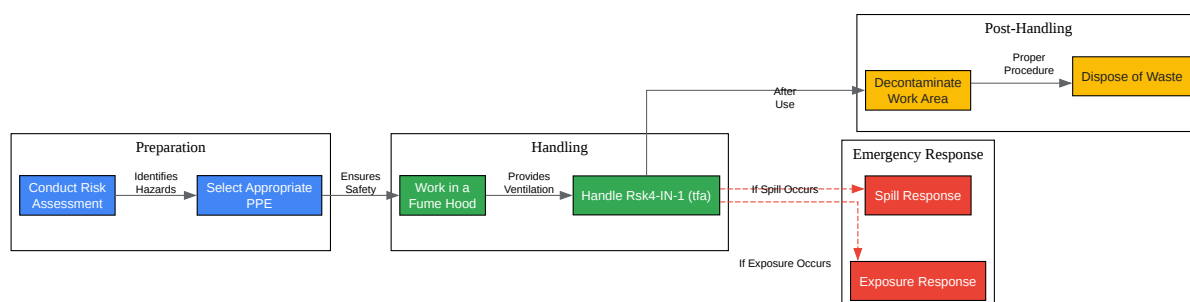 Preparation
Conduct Risk
Assessment
Identifies
Hazards
Select Appropriate
PPE
Ensures
Safety
Handling
Work in a
Fume Hood
Provides
Ventilation
Handle Rsk4-IN-1 (tfa)
After
Use
Post-Handling
Decontaminate
Work Area
Proper
Procedure
Dispose of Waste
Emergency Response
If Spill Occurs
Spill Response
If Exposure Occurs
Exposure Response